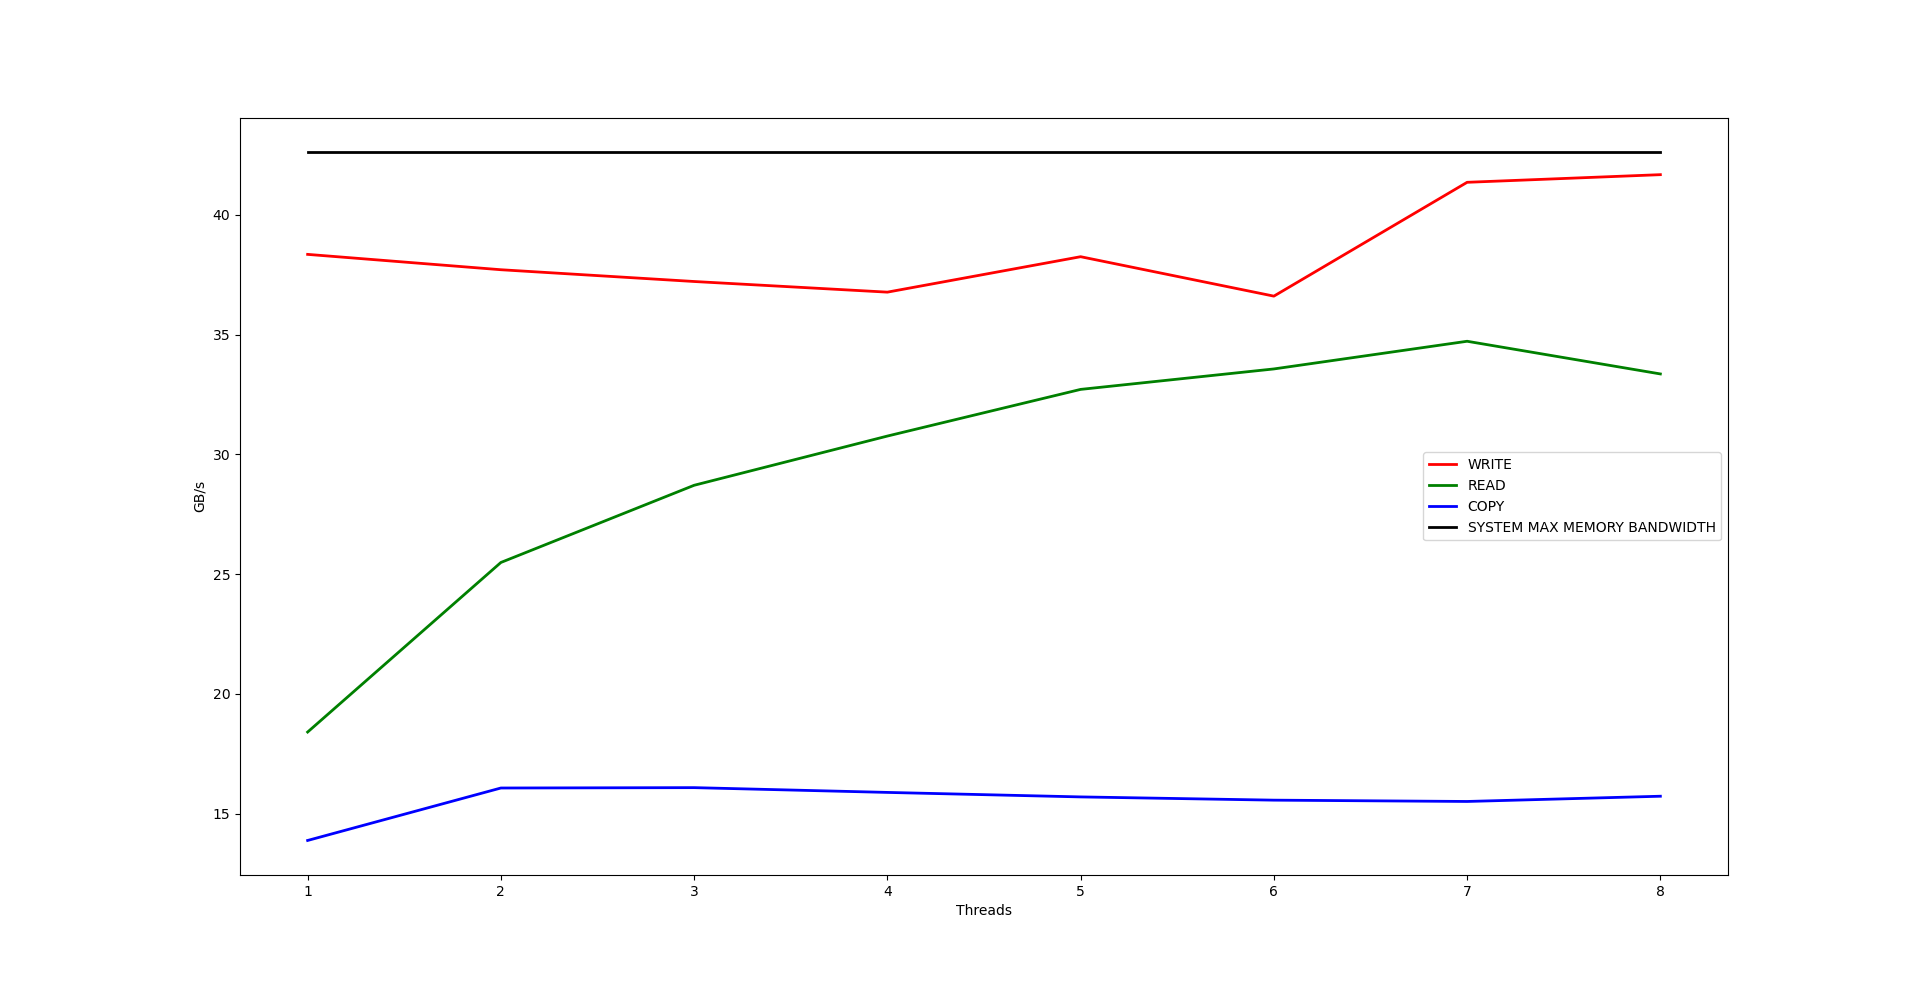 40
35
30
25
20
15
GB/s
1 2 3 4 5 6 7 8
Threads
WRITE
READ
COPY
SYSTEM MAX MEMORY BANDWIDTH